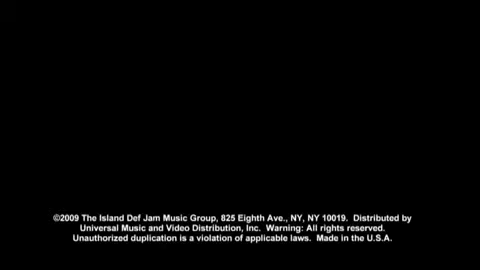 ©2009 The Island Def Jam Music Group, 825 Eighth Ave., NY, NY 10019.  Distributed by
Universal Music and Video Distribution, Inc.  Warning: All rights reserved.
Unauthorized duplication is a violation of applicable laws.  Made in the U.S.A.